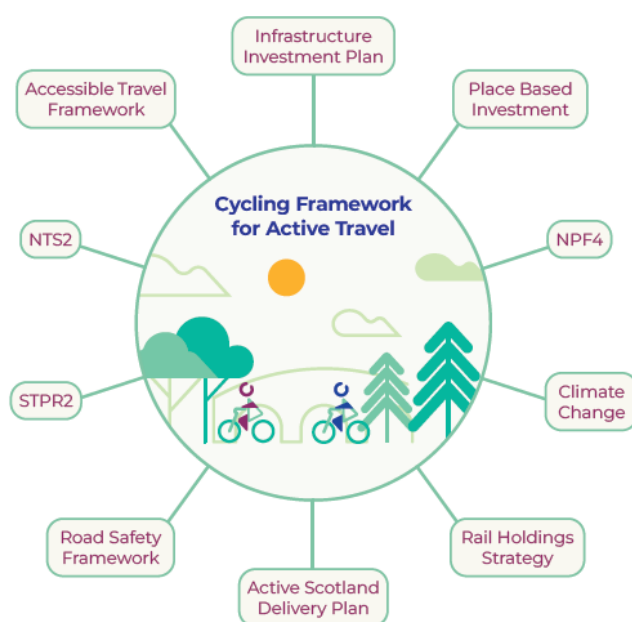 Infrastructure
Investment Plan
Accessible Travel
Framework
Place Based
Investment
Cycling Framework
for Active Travel
NTS2
NPF4
STPR2
Climate
Change
Road Safety
Framework
Rail Holdings
Strategy
Active Scotland
Delivery Plan